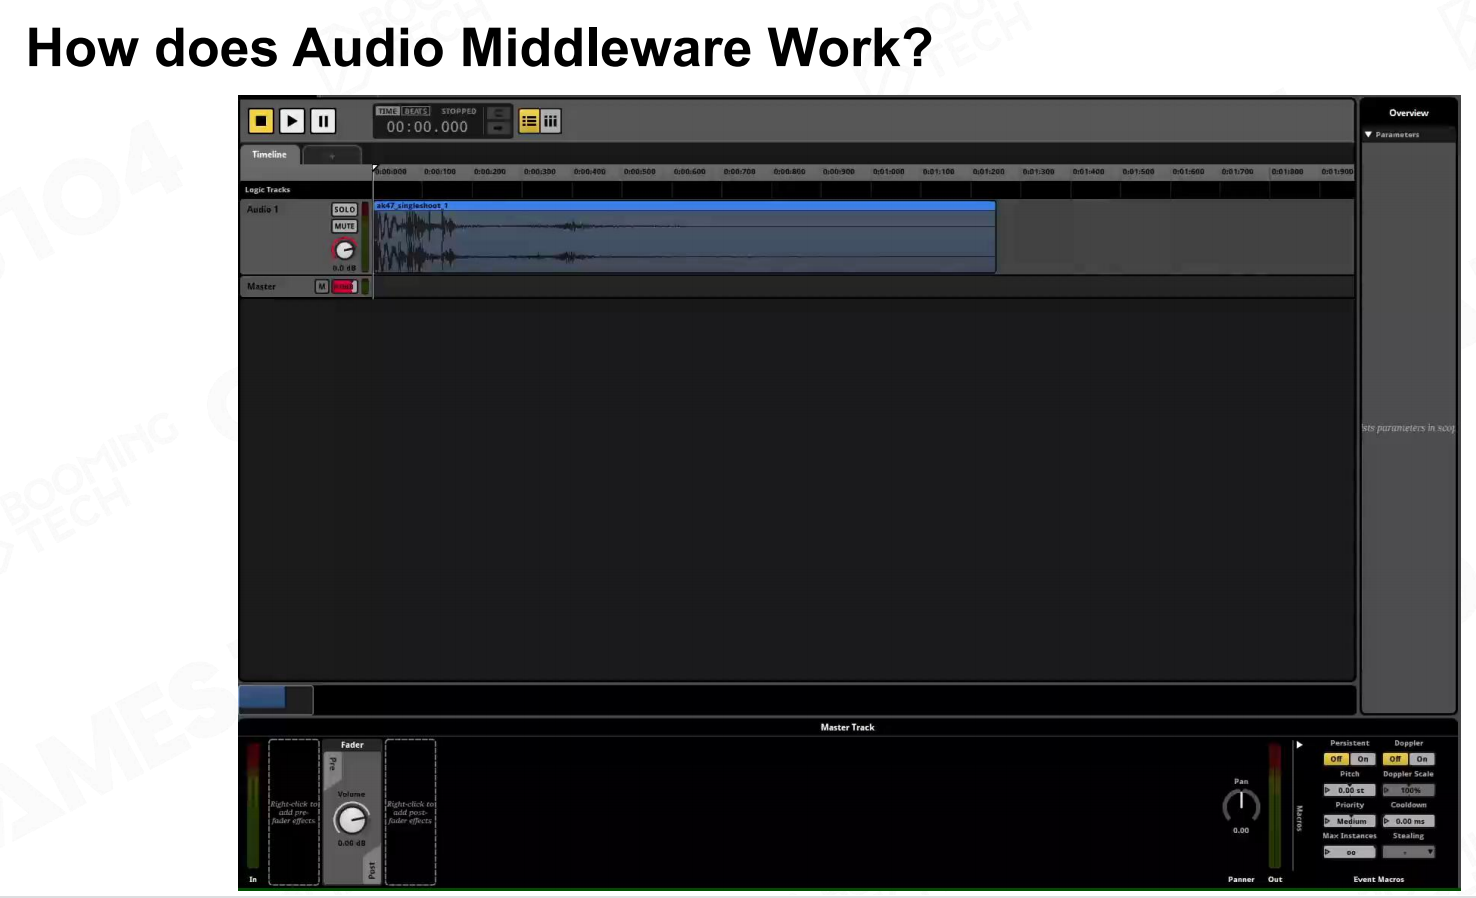 How does Audio Middleware Work?
TIME BEATS STOPPED
00:00.000
Overview
Parameters
Timeline +
0:00:000 0:00:100 0:00:200 0:00:300 0:00:400 0:00:500 0:00:600 0:00:700 0:00:800 0:00:900 0:01:000 0:01:100 0:01:200 0:01:300 0:01:400 0:01:500 0:01:600 0:01:700 0:01:800 0:01:900
Logic Tracks
Audio 1 SOLO ak47_singleshoot_1
MUTE
0.0 dB
Master M
parameters in
Master Track
In
Right-click to
add pre-
fader effects
Fader
Pre
Volume
0.00 dB
Post
Right-click to
add post-
fader effects
Pan
0.00
Panner Out
Macros
Persistent Doppler
Off On Off On
Pitch Doppler Scale
0.00 st 100%
Priority Cooldown
Medium 0.00 ms
Max Instances Stealing
∞ -
Event Macros
BOOMING
TECH